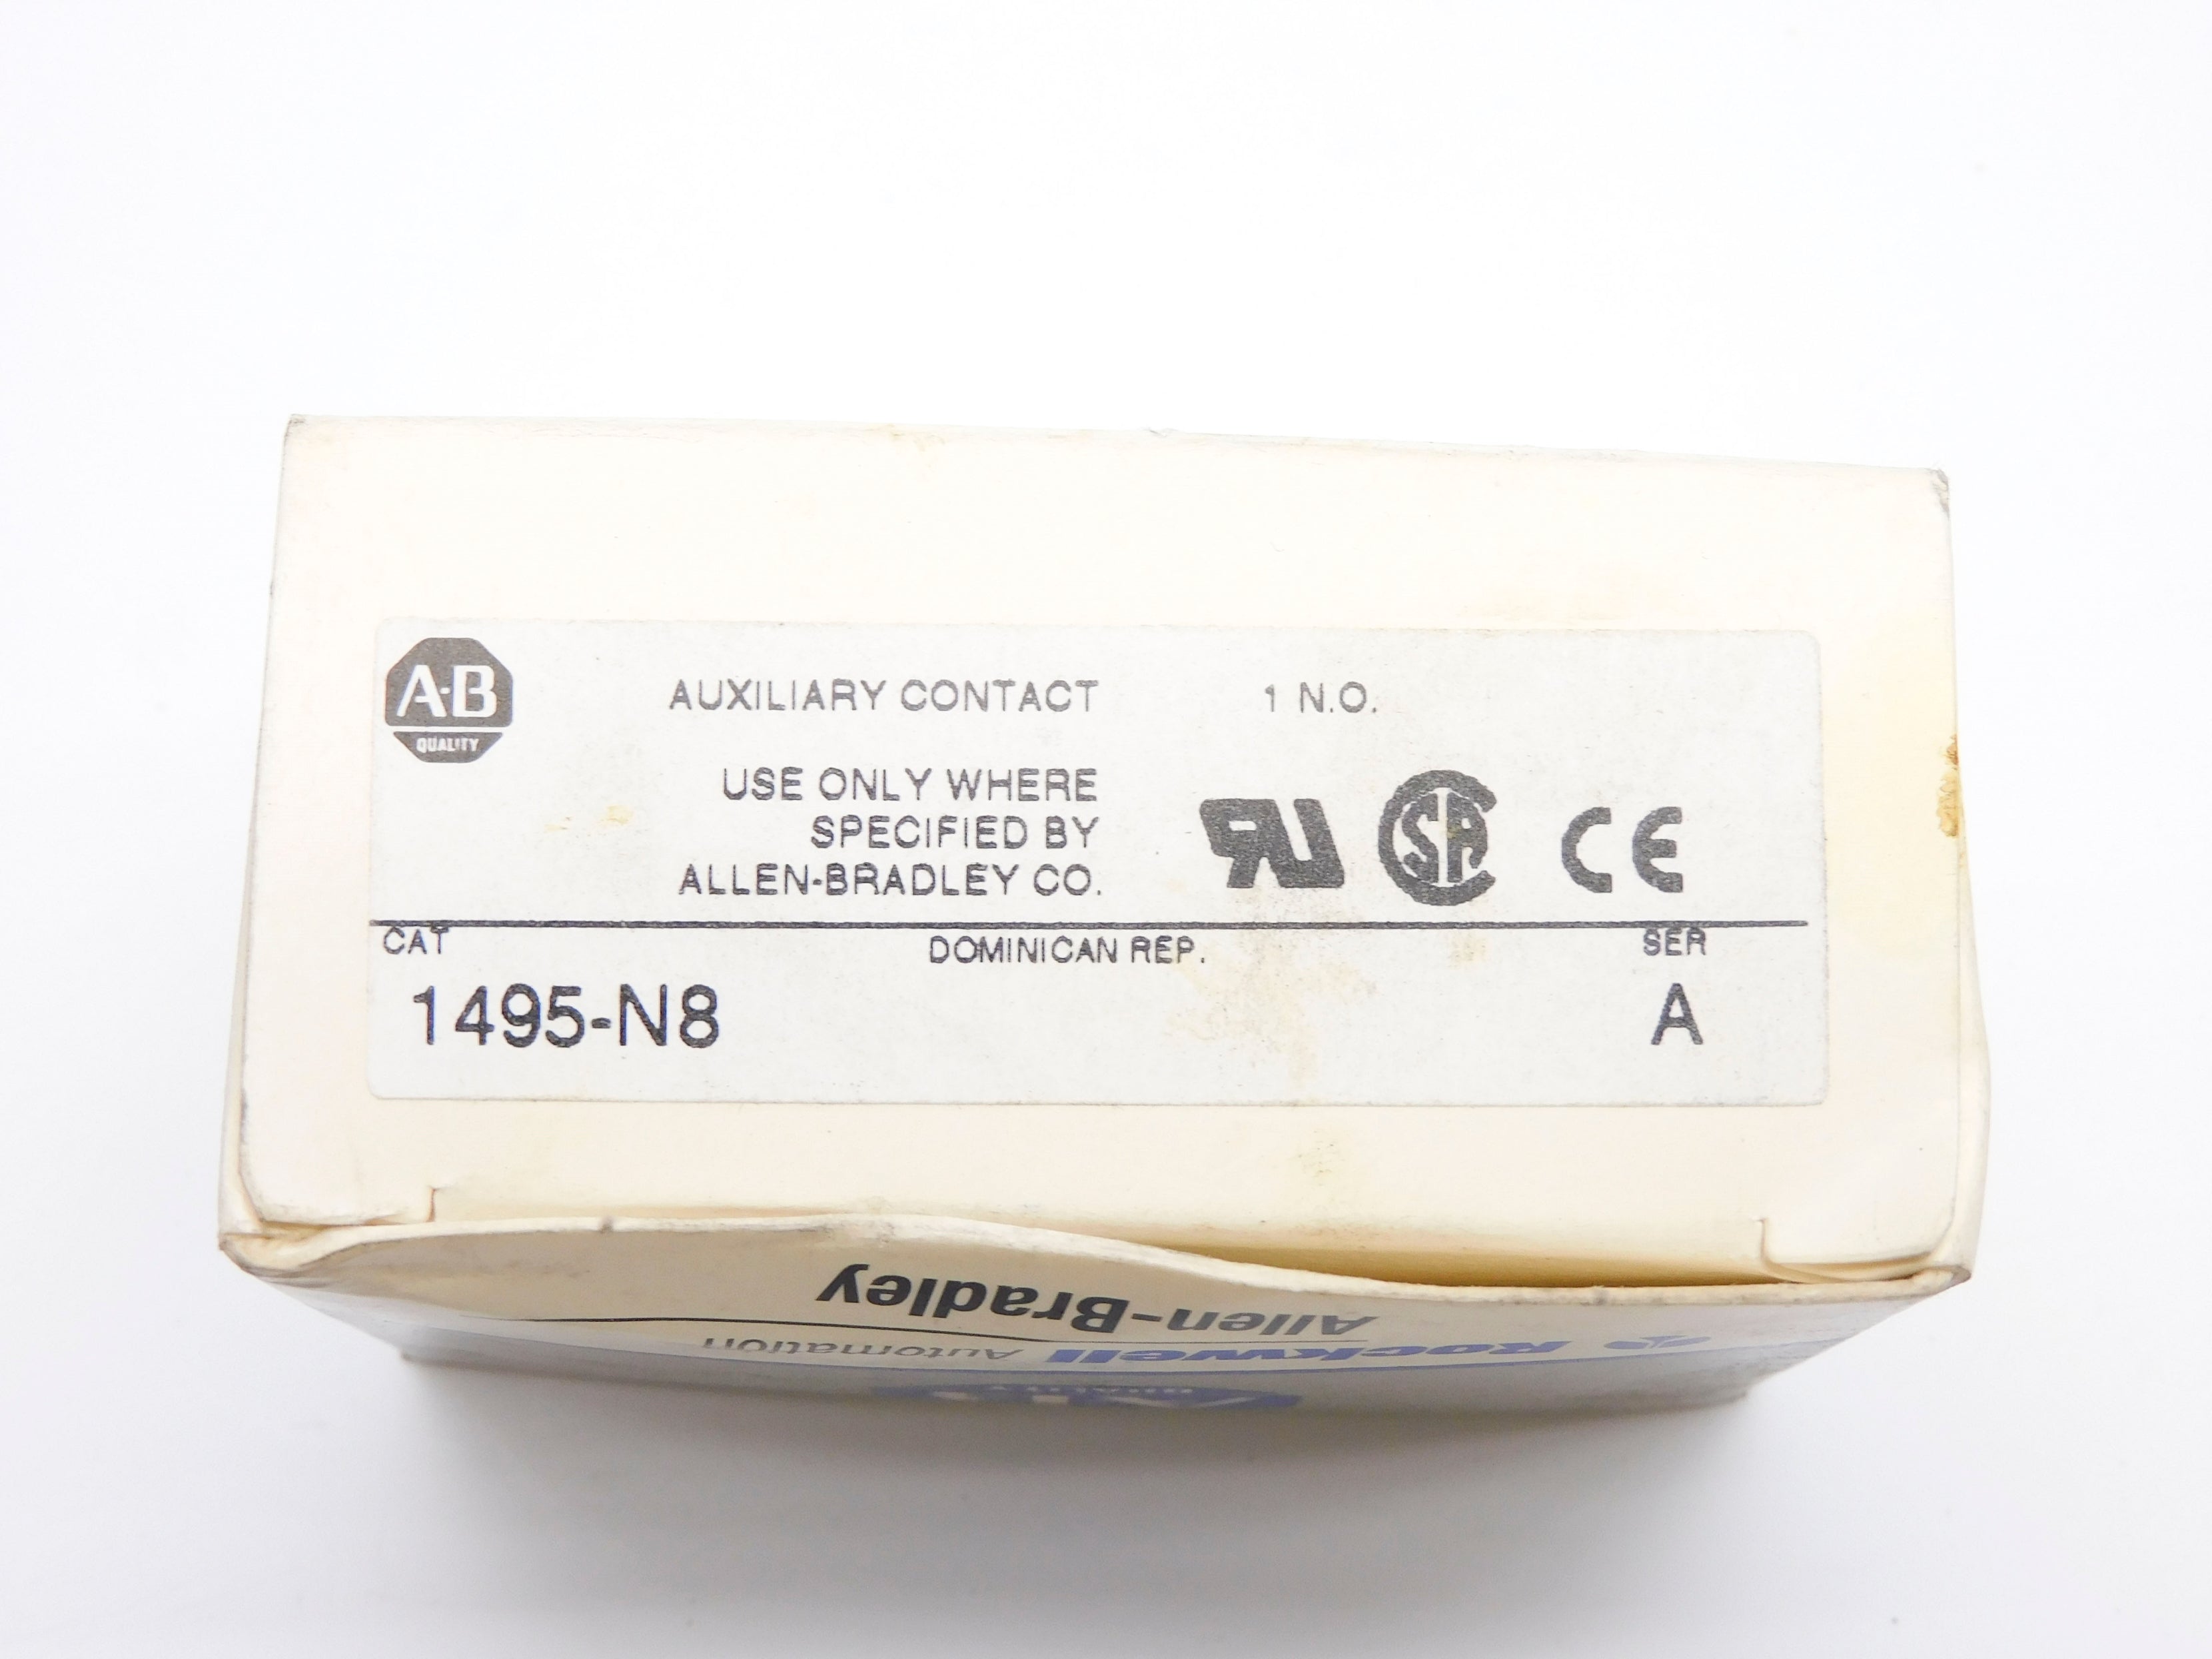 A·B
QUALITY
AUXILIARY CONTACT 1 N.O.
USE ONLY WHERE
SPECIFIED BY
ALLEN-BRADLEY CO.
CAT DOMINICAN REP. SER
1495-N8 A
Allen-Bradley
Rockwell Automation